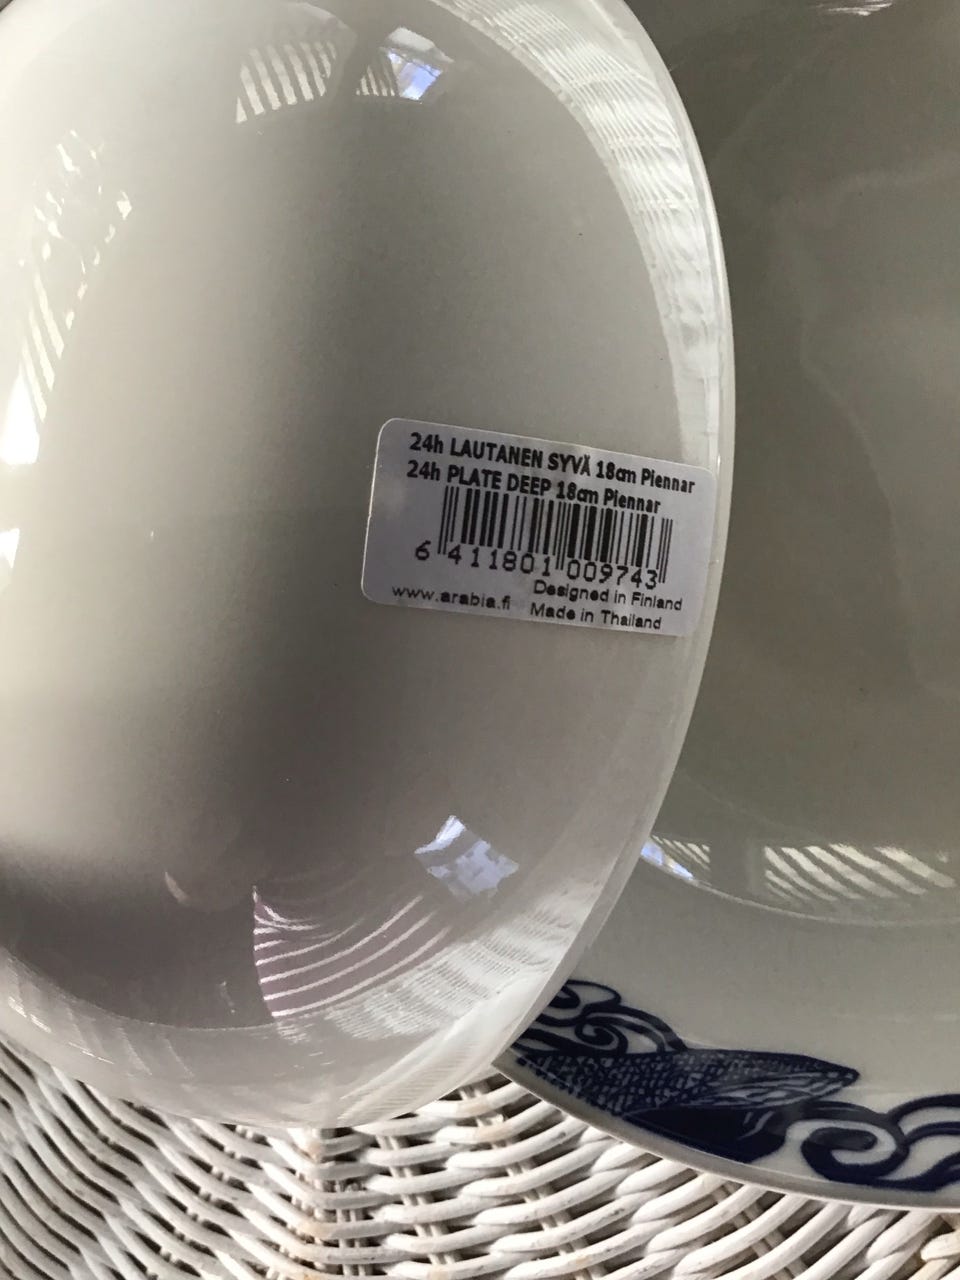 24h LAUTANEN SYVÄ 18cm Piennar
24h PLATE DEEP 18cm Piennar
6 411801 009743
Designed in Finland
www.arabia.fi Made in Thailand